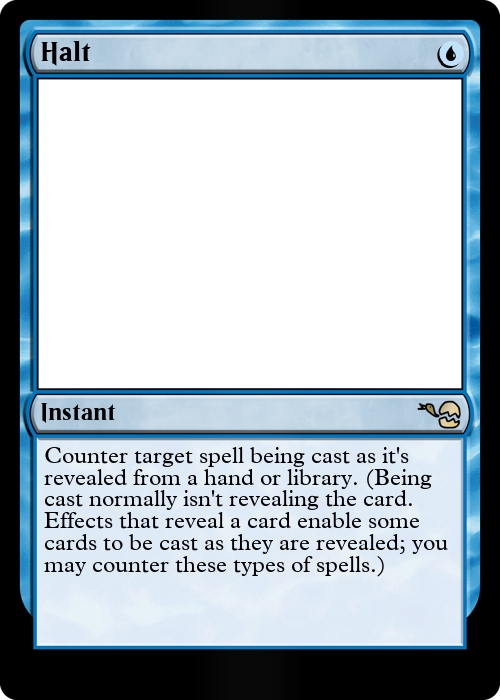 Halt
Instant
Counter target spell being cast as it's
revealed from a hand or library. (Being
cast normally isn't revealing the card.
Effects that reveal a card enable some
cards to be cast as they are revealed; you
may counter these types of spells.)